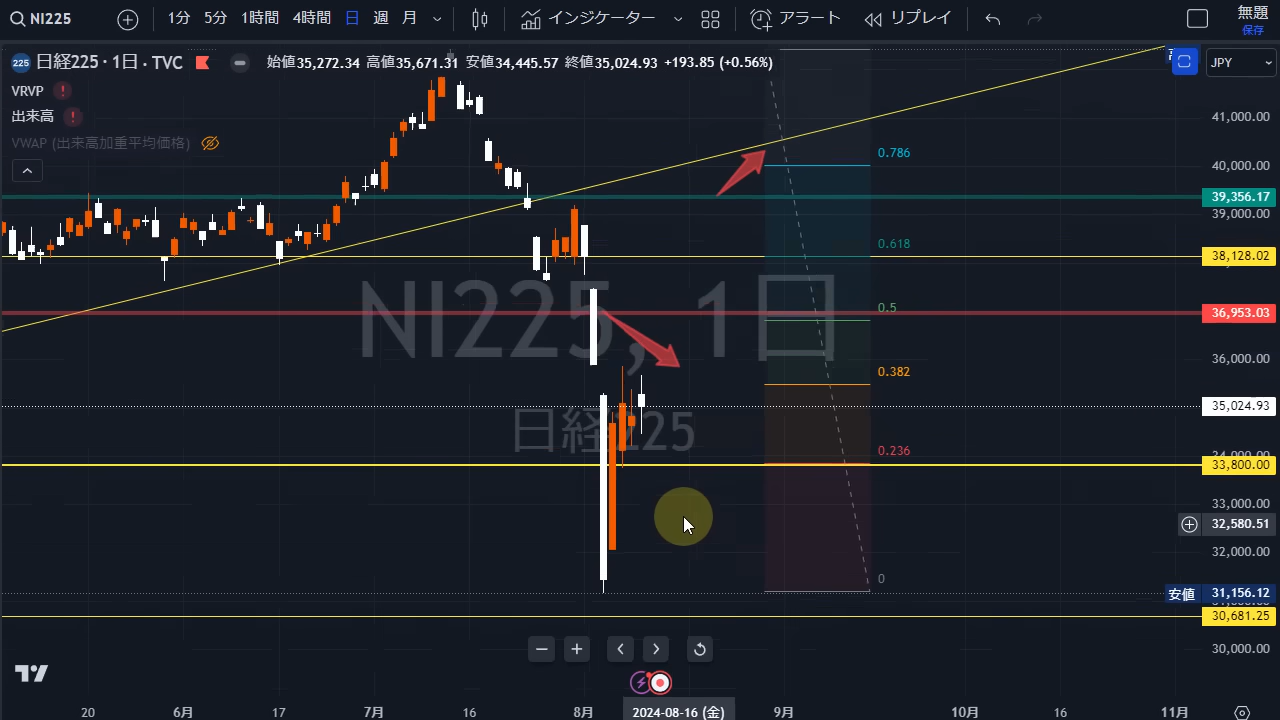 NI225 1分 5分 1時間 4時間 日 週 月 インジケーター アラート リプレイ 無題
保存
225 日経225 · 1日 · TVC 始値35,272.34 高値35,671.31 安値34,445.57 終値35,024.93 +193.85 (+0.56%) JPY
VRVP
出来高
VWAP (出来高加重平均価格)
41,000.00
0.786
40,000.00
39,356.17
39,000.00
0.618
38,128.02
NI225, 1日
0.5
36,953.03
36,000.00
0.382
35,024.93
日経225
0.236
33,800.00
33,000.00
32,580.51
32,000.00
0
安値 31,156.12
30,681.25
30,000.00
20 6月 17 7月 16 8月 2024-08-16 (金) 9月 10月 16 11月